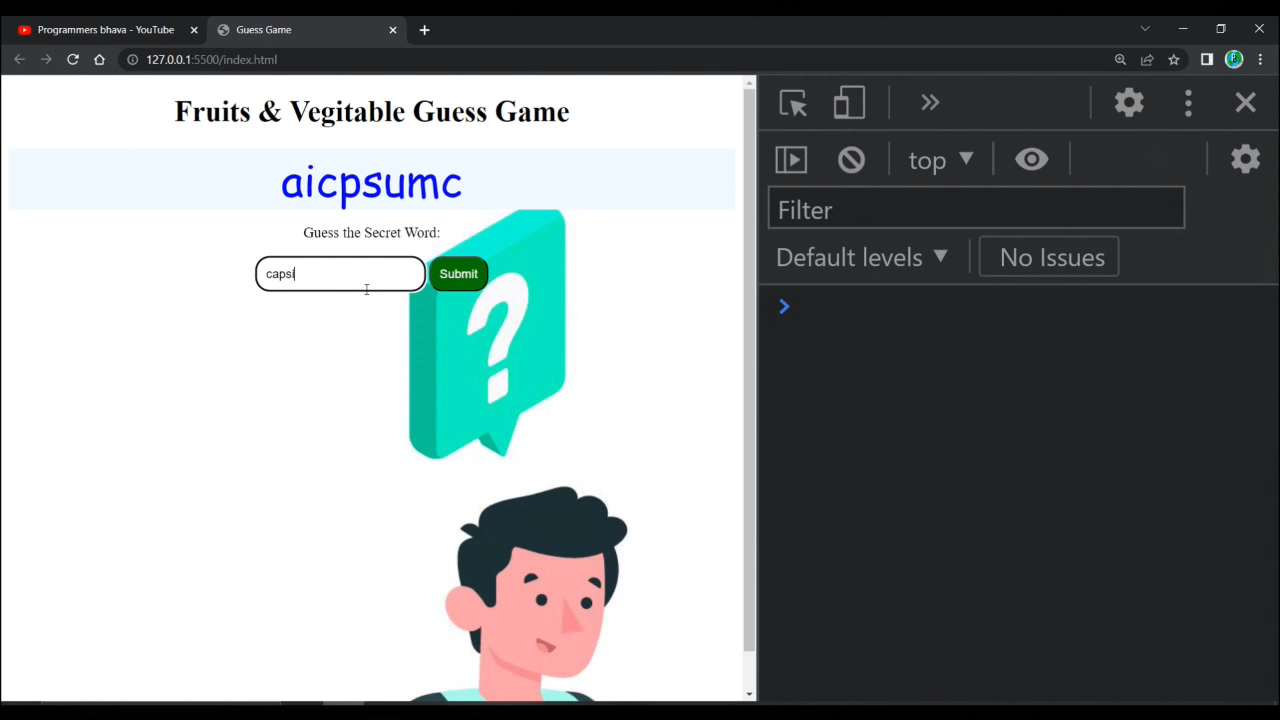 Programmers bhava - YouTube
Guess Game
127.0.0.1:5500/index.html
Fruits & Vegitable Guess Game
aicpsumc
Guess the Secret Word:
capsi
Submit
?
top
Filter
Default levels
No Issues